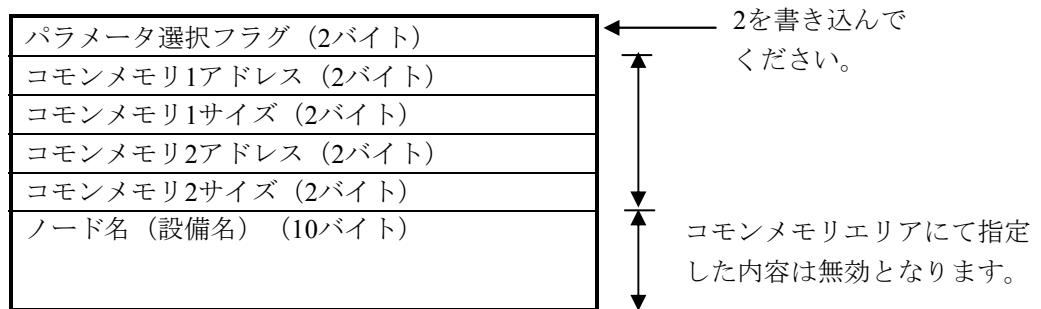 パラメータ選択フラグ（2バイト）
コモンメモリ1アドレス（2バイト）
コモンメモリ1サイズ（2バイト）
コモンメモリ2アドレス（2バイト）
コモンメモリ2サイズ（2バイト）
ノード名（設備名）（10バイト）
2を書き込んで
ください。
コモンメモリエリアにて指定
した内容は無効となります。